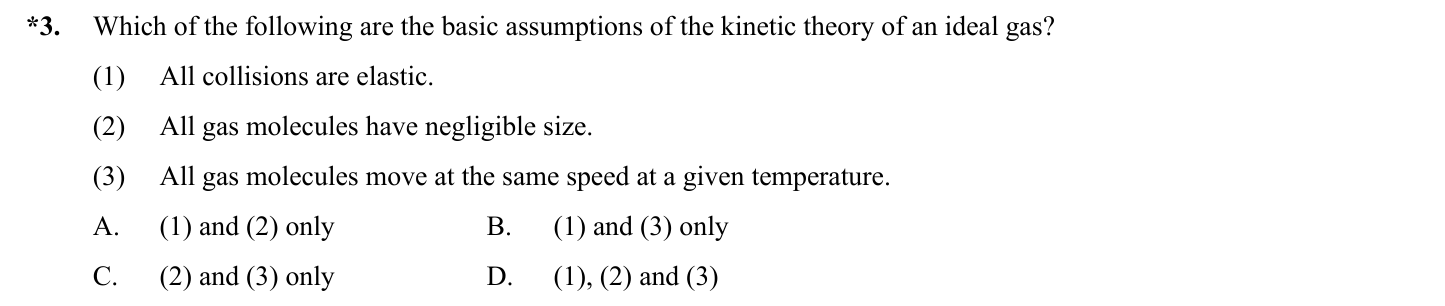 *3. Which of the following are the basic assumptions of the kinetic theory of an ideal gas?
(1) All collisions are elastic.
(2) All gas molecules have negligible size.
(3) All gas molecules move at the same speed at a given temperature.
A. (1) and (2) only B. (1) and (3) only
C. (2) and (3) only D. (1), (2) and (3)